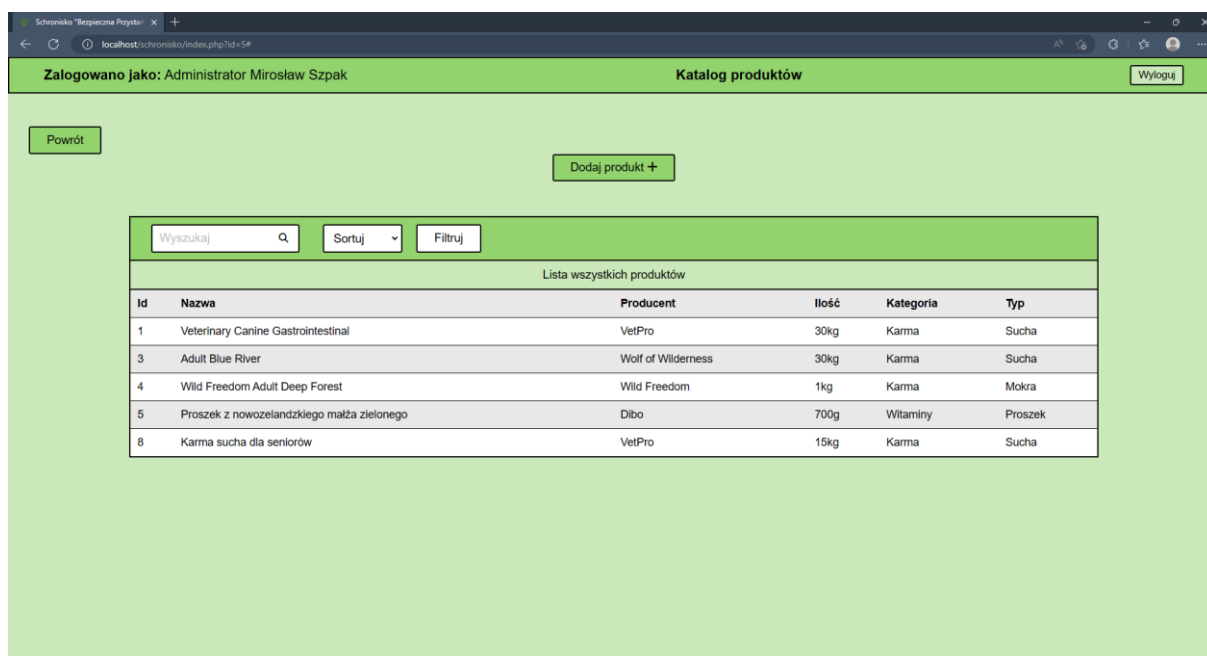 Schronisko "Bezpieczna Przystań
localhost/schronisko/index.php?id=5#
Zalogowano jako: Administrator Mirosław Szpak Katalog produktów Wyloguj
Powrót
Dodaj produkt +
Wyszukaj Sortuj Filtruj
Lista wszystkich produktów
Id Nazwa Producent Ilość Kategoria Typ
1 Veterinary Canine Gastrointestinal VetPro 30kg Karma Sucha
3 Adult Blue River Wolf of Wilderness 30kg Karma Sucha
4 Wild Freedom Adult Deep Forest Wild Freedom 1kg Karma Mokra
5 Proszek z nowozelandzkiego małża zielonego Dibo 700g Witaminy Proszek
8 Karma sucha dla seniorów VetPro 15kg Karma Sucha